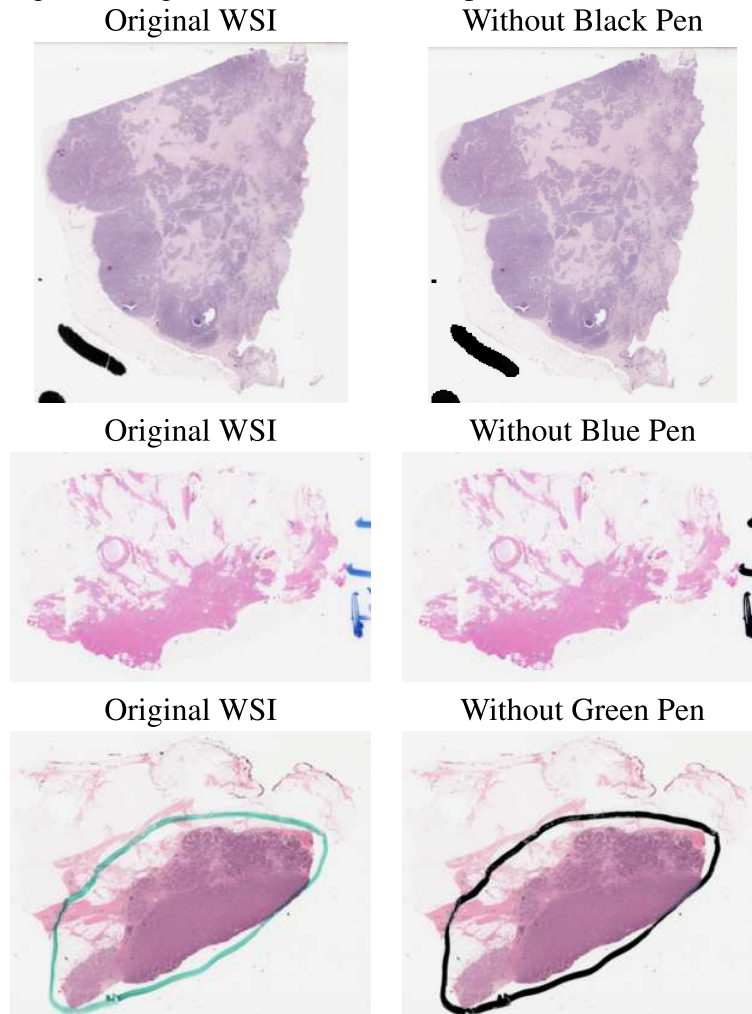 Original WSI Without Black Pen
Original WSI Without Blue Pen
Original WSI Without Green Pen